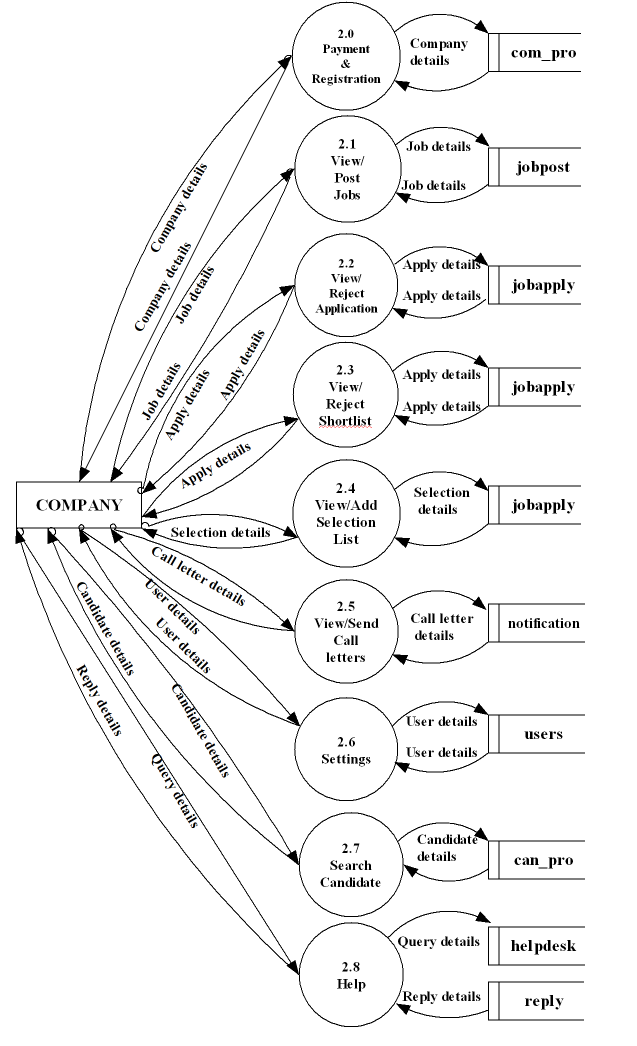 2.0
Payment
&
Registration
Company
details
com_pro
Company details
Company details
2.1
View/
Post
Jobs
Job details
Job details
jobpost
Job details
Job details
2.2
View/
Reject
Application
Apply details
Apply details
jobapply
Apply details
Apply details
2.3
View/
Reject
Shortlist
Apply details
Apply details
jobapply
Apply details
COMPANY
2.4
View/Add
Selection
List
Selection
details
jobapply
Selection details
2.5
View/Send
Call
letters
Call letter
details
notification
Call letter details
2.6
Settings
User details
User details
users
User details
User details
2.7
Search
Candidate
Candidate
details
can_pro
Candidate details
Candidate details
2.8
Help
Query details
helpdesk
Reply details
reply
Reply details
Query details